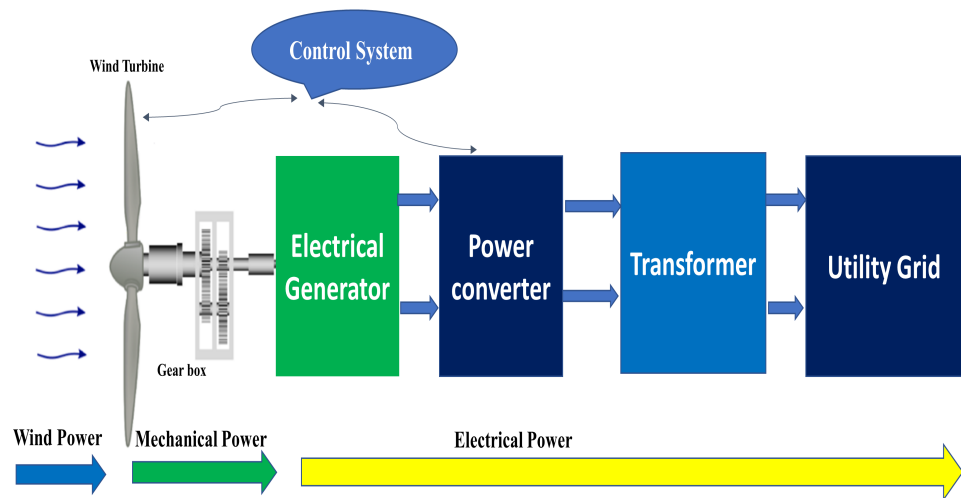 Control System
Wind Turbine
Electrical
Generator
Power
converter
Transformer
Utility Grid
Gear box
Wind Power
Mechanical Power
Electrical Power